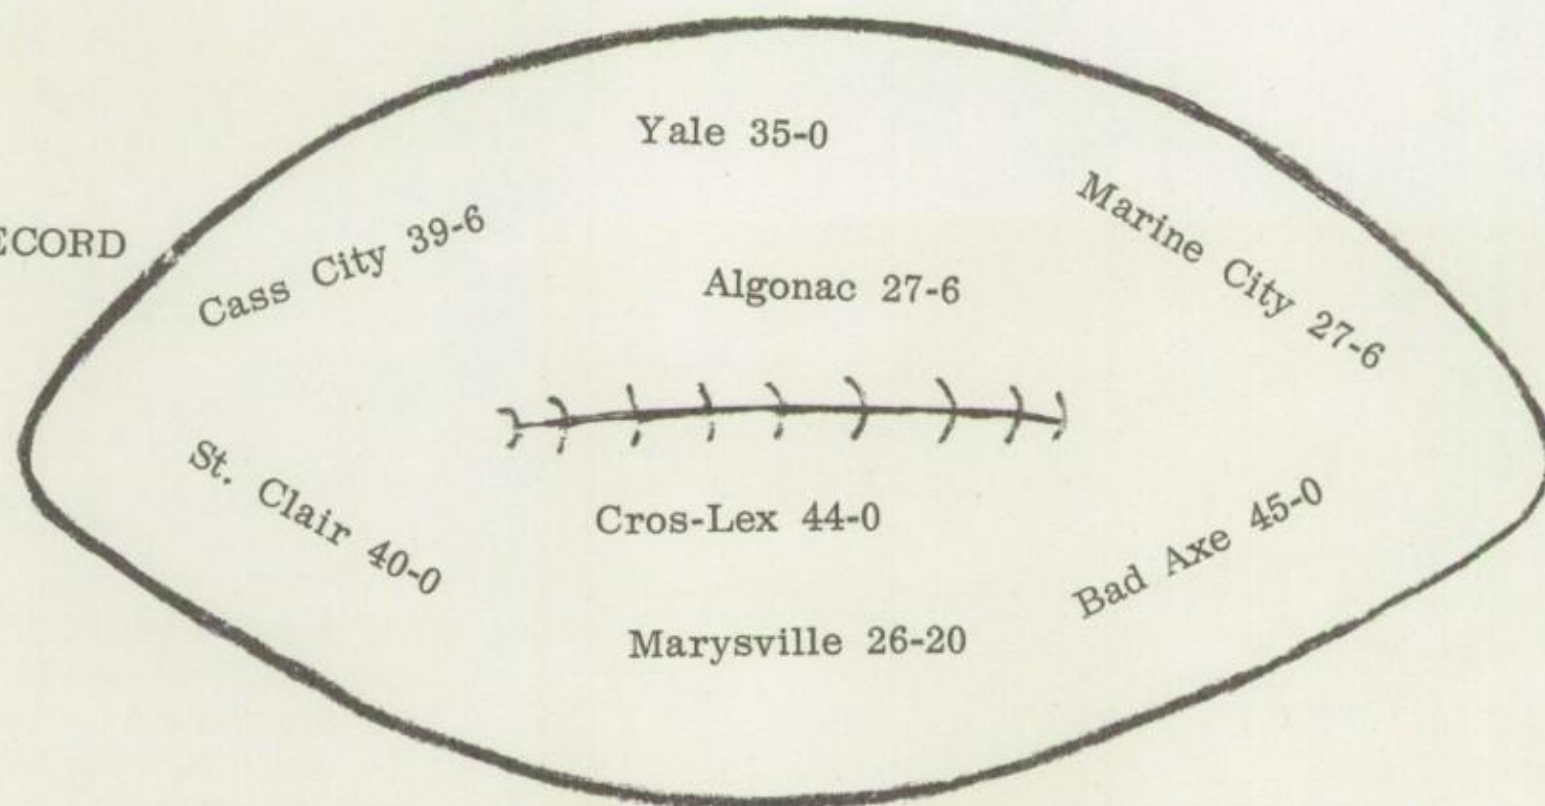 Yale 35-0
Marine City 27-6
Cass City 39-6
Algonac 27-6
St. Clair 40-0
Cros-Lex 44-0
Bad Axe 45-0
Marysville 26-20